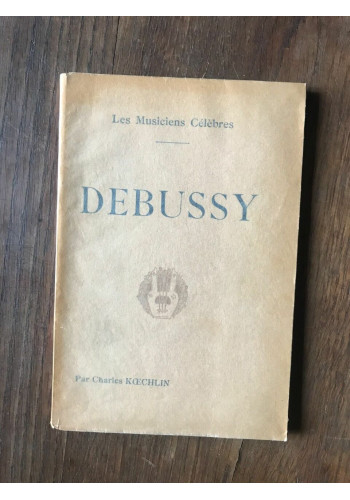 Les Musiciens Célèbres
DEBUSSY
Par Charles KŒCHLIN